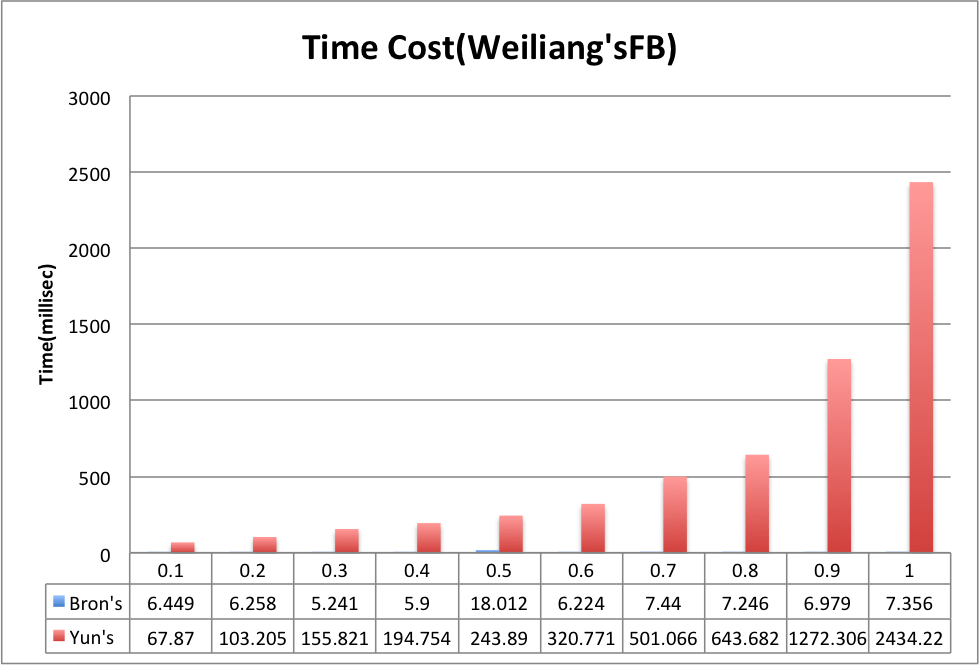 Time Cost(Weiliang'sFB)
3000
2500
2000
1500
1000
500
0
Time(millisec)
0.1 0.2 0.3 0.4 0.5 0.6 0.7 0.8 0.9 1
Bron's 6.449 6.258 5.241 5.9 18.012 6.224 7.44 7.246 6.979 7.356
Yun's 67.87 103.205 155.821 194.754 243.89 320.771 501.066 643.682 1272.306 2434.22